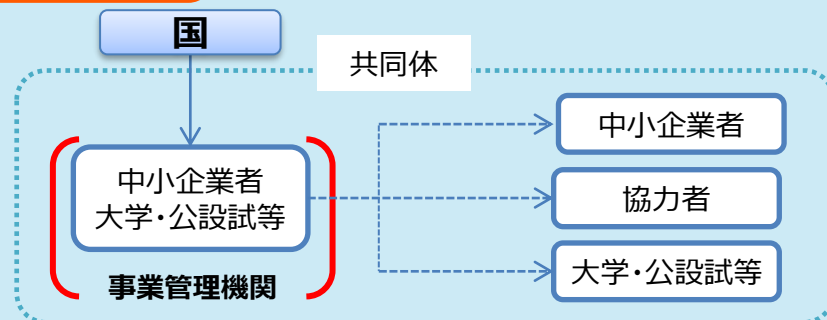 国
共同体
中小企業者
大学・公設試等
事業管理機関
中小企業者
協力者
大学・公設試等